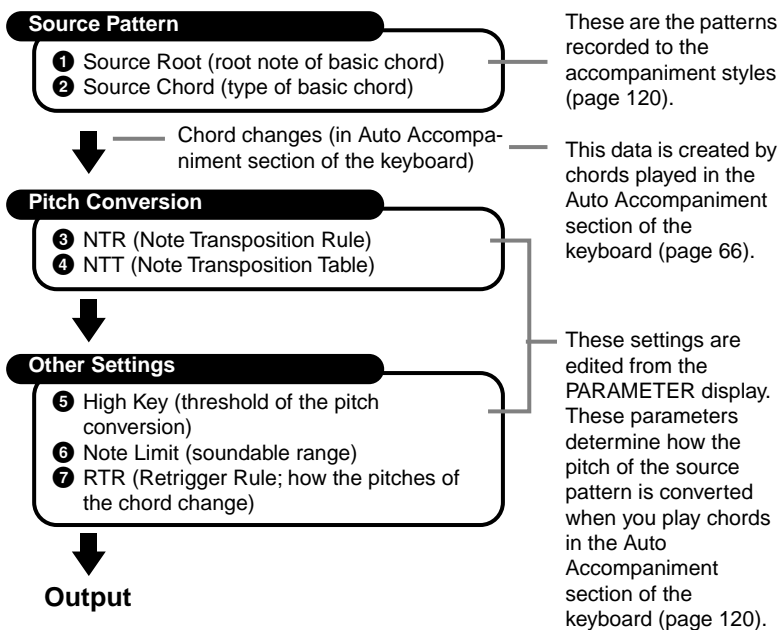 Source Pattern
❶ Source Root (root note of basic chord)
❷ Source Chord (type of basic chord)
These are the patterns
recorded to the
accompaniment styles
(page 120).
Chord changes (in Auto Accompa-
niment section of the keyboard)
This data is created by
chords played in the
Auto Accompaniment
section of the
keyboard (page 66).
Pitch Conversion
❸ NTR (Note Transposition Rule)
❹ NTT (Note Transposition Table)
Other Settings
❺ High Key (threshold of the pitch
conversion)
❻ Note Limit (soundable range)
❼ RTR (Retrigger Rule; how the pitches of
the chord change)
These settings are
edited from the
PARAMETER display.
These parameters
determine how the
pitch of the source
pattern is converted
when you play chords
in the Auto
Accompaniment
section of the
keyboard (page 120).
Output